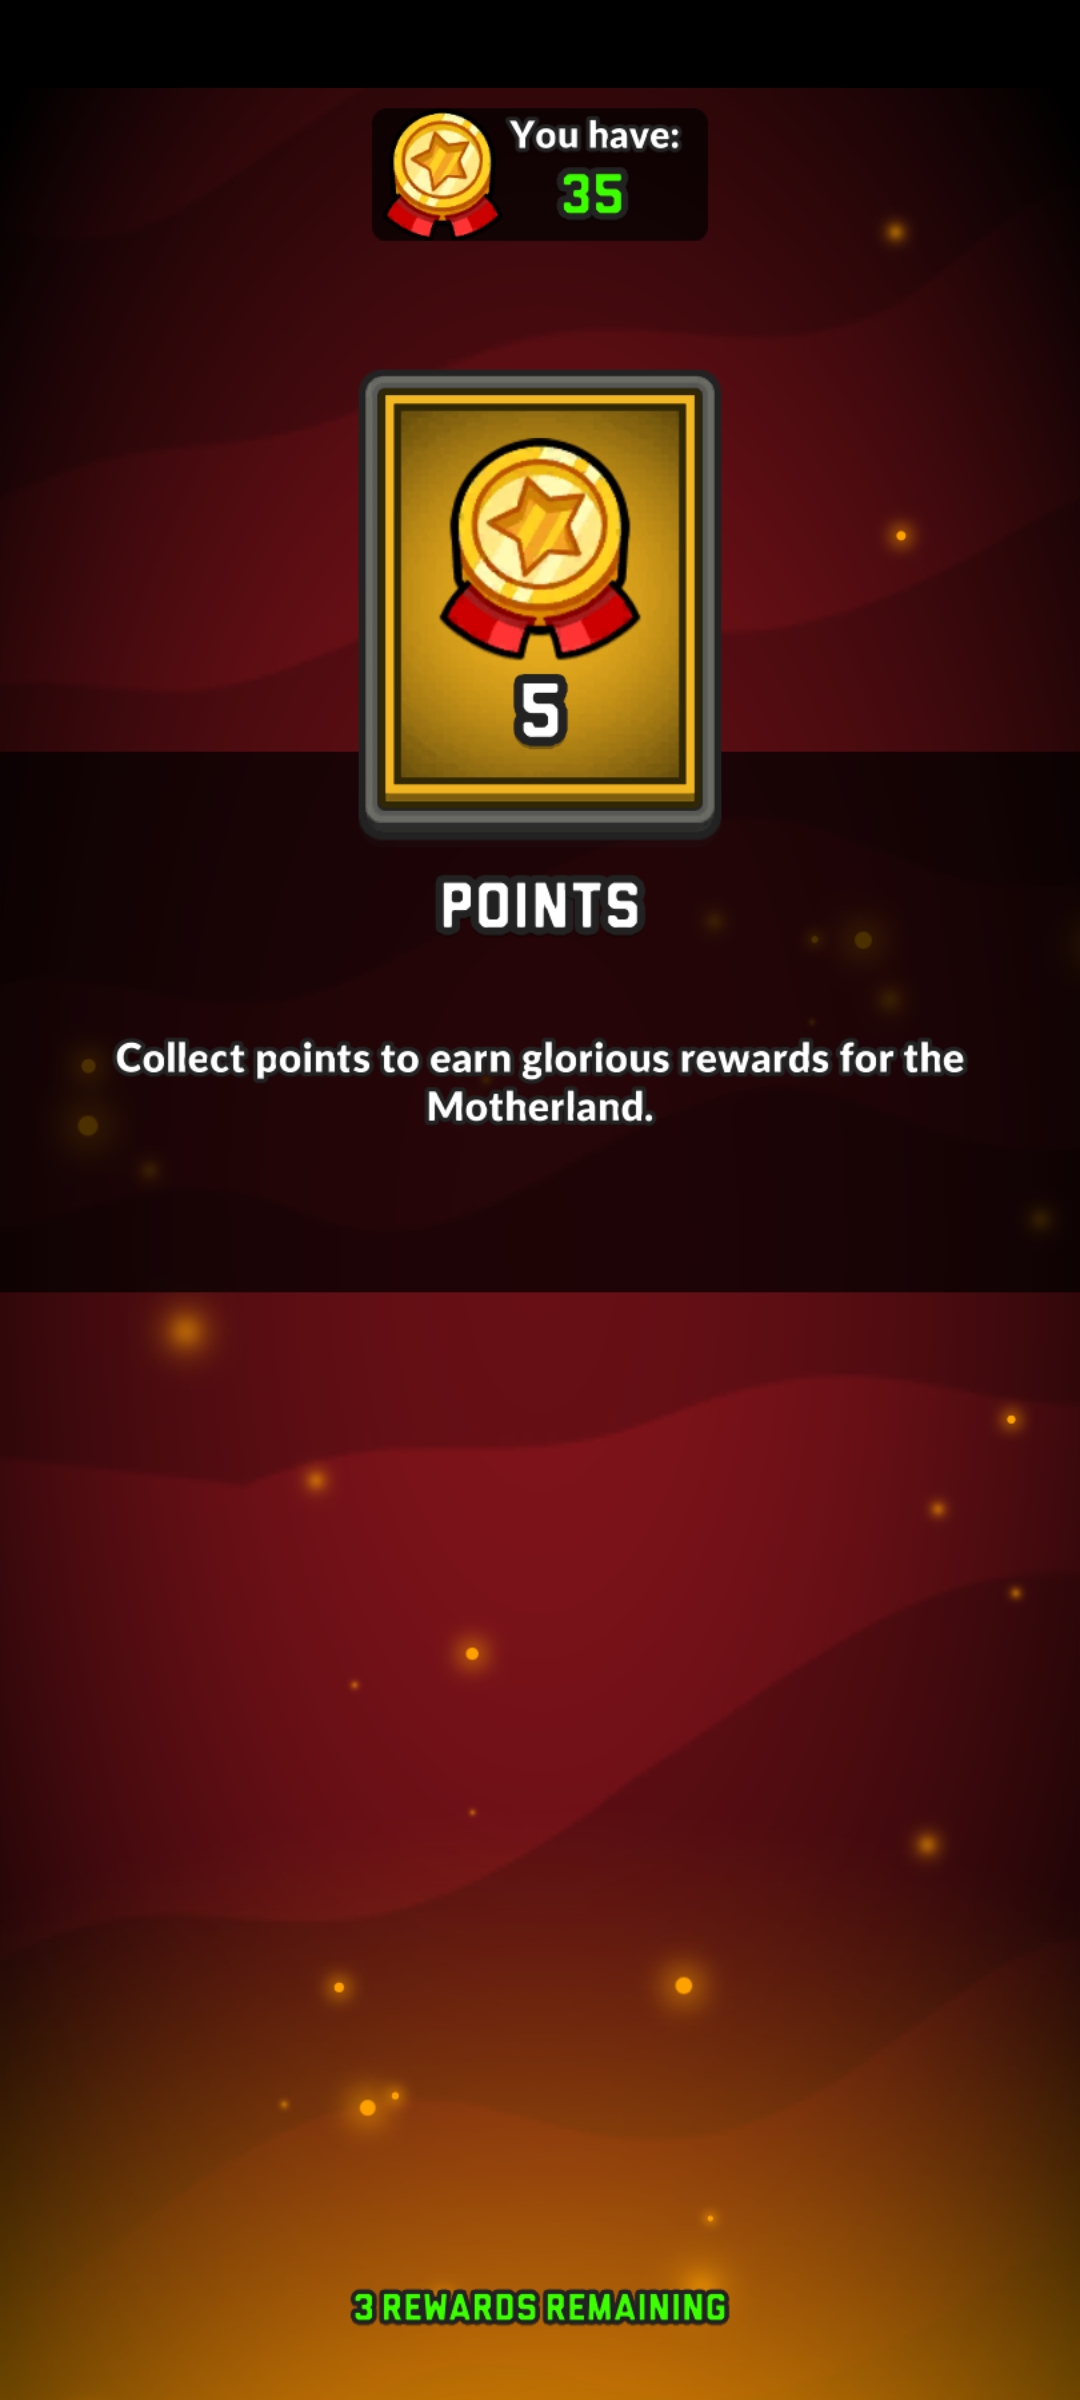 You have:
35
5
POINTS
Collect points to earn glorious rewards for the
Motherland.
3 REWARDS REMAINING